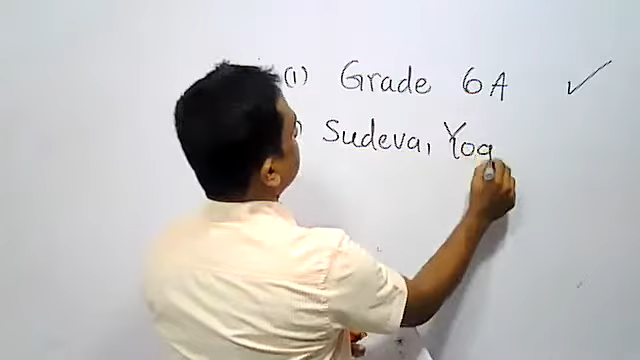 (1) Grade 6A ✓
) Sudeva, Yog